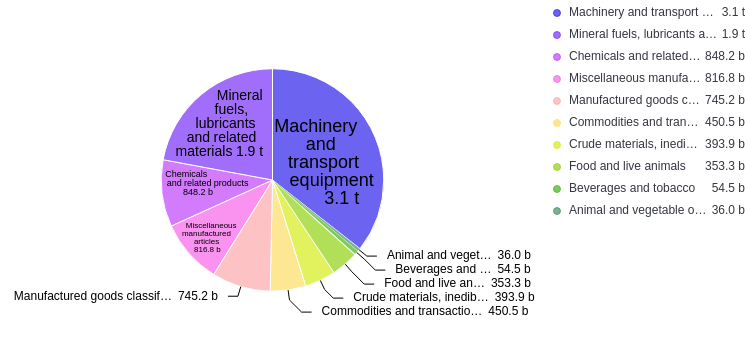 Mineral
fuels,
lubricants
and related
materials 1.9 t
Machinery
and
transport
equipment
3.1 t
Chemicals
and related products
848.2 b
Miscellaneous
manufactured
articles
816.8 b
Manufactured goods classif… 745.2 b
Animal and veget… 36.0 b
Beverages and … 54.5 b
Food and live an… 353.3 b
Crude materials, inedib… 393.9 b
Commodities and transactio… 450.5 b
Machinery and transport … 3.1 t
Mineral fuels, lubricants a… 1.9 t
Chemicals and related… 848.2 b
Miscellaneous manufa… 816.8 b
Manufactured goods c… 745.2 b
Commodities and tran… 450.5 b
Crude materials, inedi… 393.9 b
Food and live animals 353.3 b
Beverages and tobacco 54.5 b
Animal and vegetable o… 36.0 b